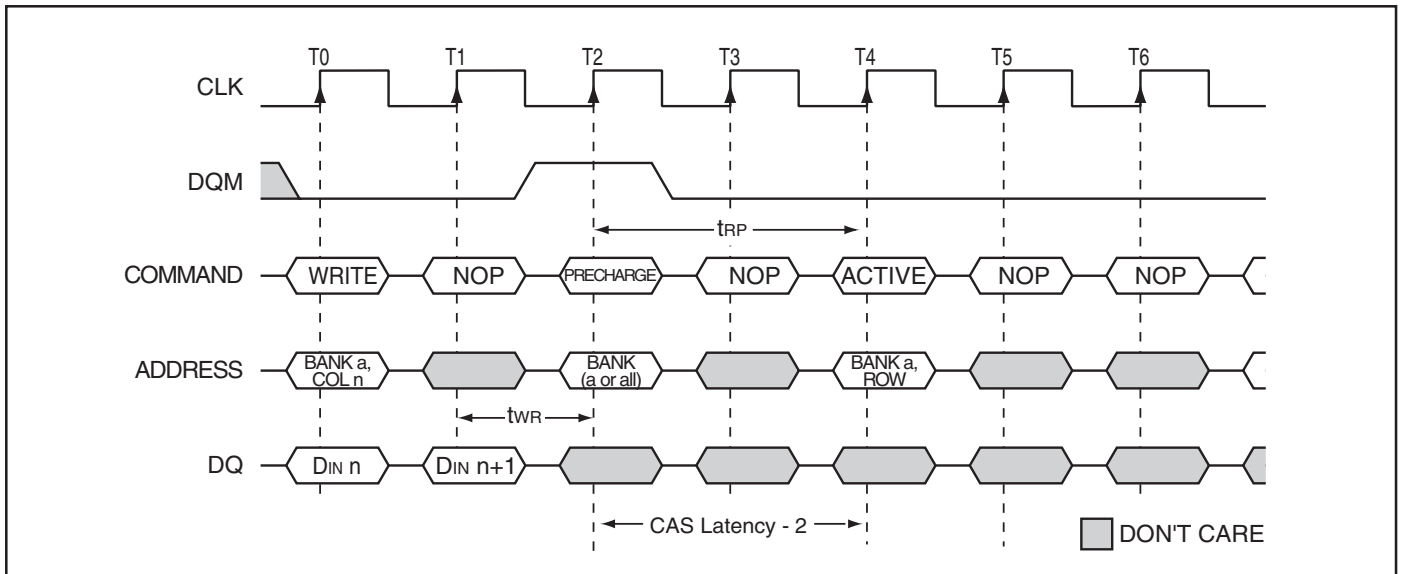 T0 T1 T2 T3 T4 T5 T6
CLK
DQM
tRP
COMMAND WRITE NOP PRECHARGE NOP ACTIVE NOP NOP
ADDRESS BANK a, COL n BANK (a or all) BANK a, ROW
tWR
DQ DIN n DIN n+1
CAS Latency - 2
DON'T CARE